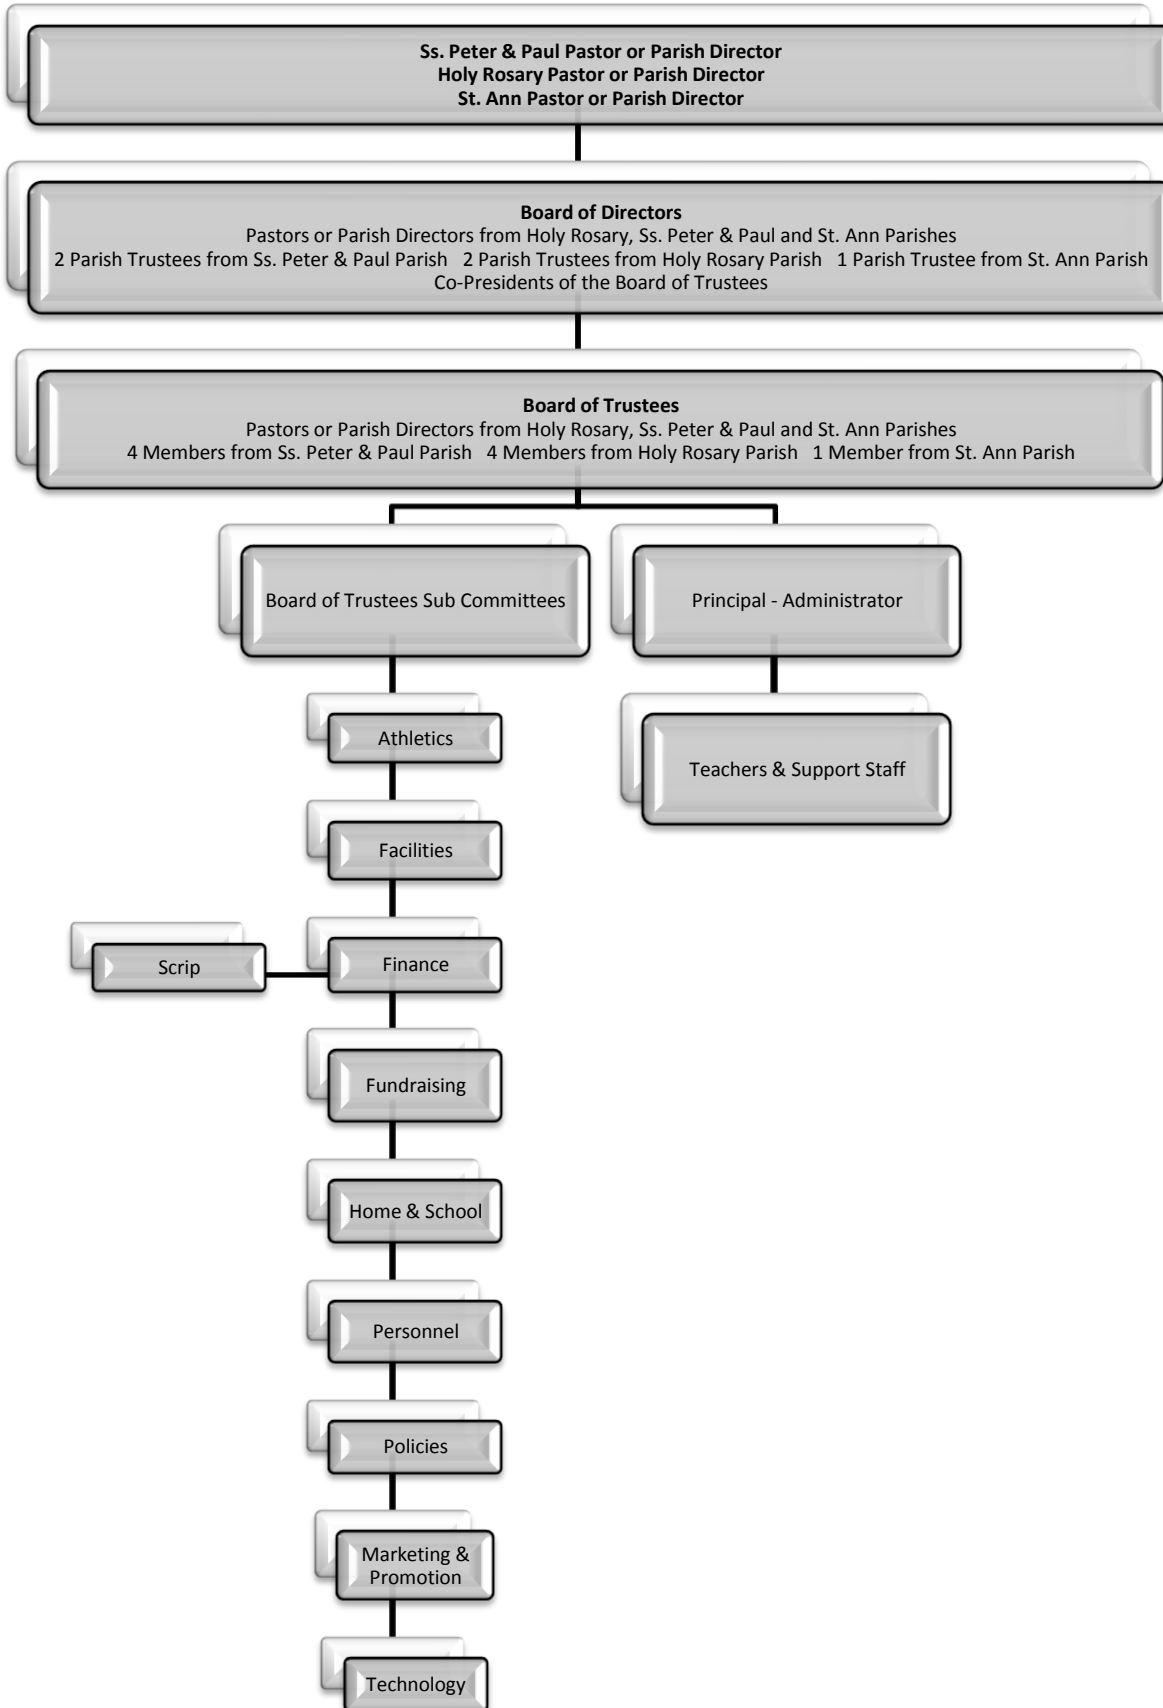 Ss. Peter & Paul Pastor or Parish Director
Holy Rosary Pastor or Parish Director
St. Ann Pastor or Parish Director
Board of Directors
Pastors or Parish Directors from Holy Rosary, Ss. Peter & Paul and St. Ann Parishes
2 Parish Trustees from Ss. Peter & Paul Parish 2 Parish Trustees from Holy Rosary Parish 1 Parish Trustee from St. Ann Parish
Co-Presidents of the Board of Trustees
Board of Trustees
Pastors or Parish Directors from Holy Rosary, Ss. Peter & Paul and St. Ann Parishes
4 Members from Ss. Peter & Paul Parish 4 Members from Holy Rosary Parish 1 Member from St. Ann Parish
Board of Trustees Sub Committees
Principal - Administrator
Athletics
Teachers & Support Staff
Facilities
Scrip
Finance
Fundraising
Home & School
Personnel
Policies
Marketing &
Promotion
Technology